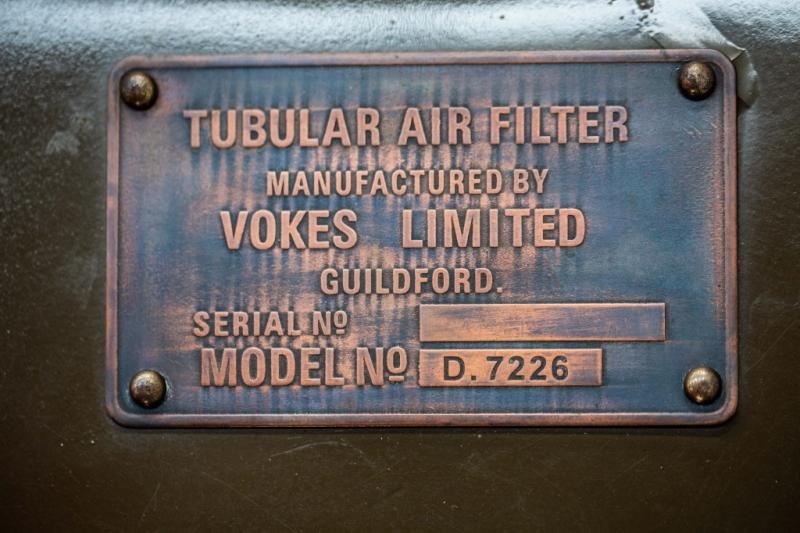 TUBULAR AIR FILTER
MANUFACTURED BY
VOKES LIMITED
GUILDFORD.
SERIAL Nº
MODEL Nº D. 7226